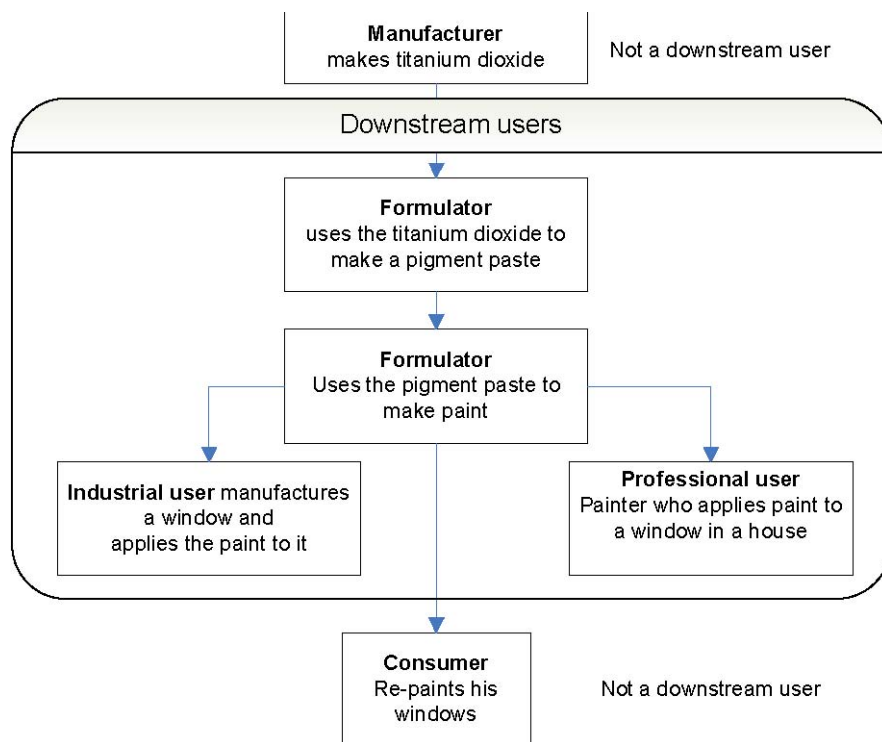 Manufacturer
makes titanium dioxide
Not a downstream user
Downstream users
Formulator
uses the titanium dioxide to
make a pigment paste
Formulator
Uses the pigment paste to
make paint
Industrial user manufactures
a window and
applies the paint to it
Professional user
Painter who applies paint to
a window in a house
Consumer
Re-paints his
windows
Not a downstream user